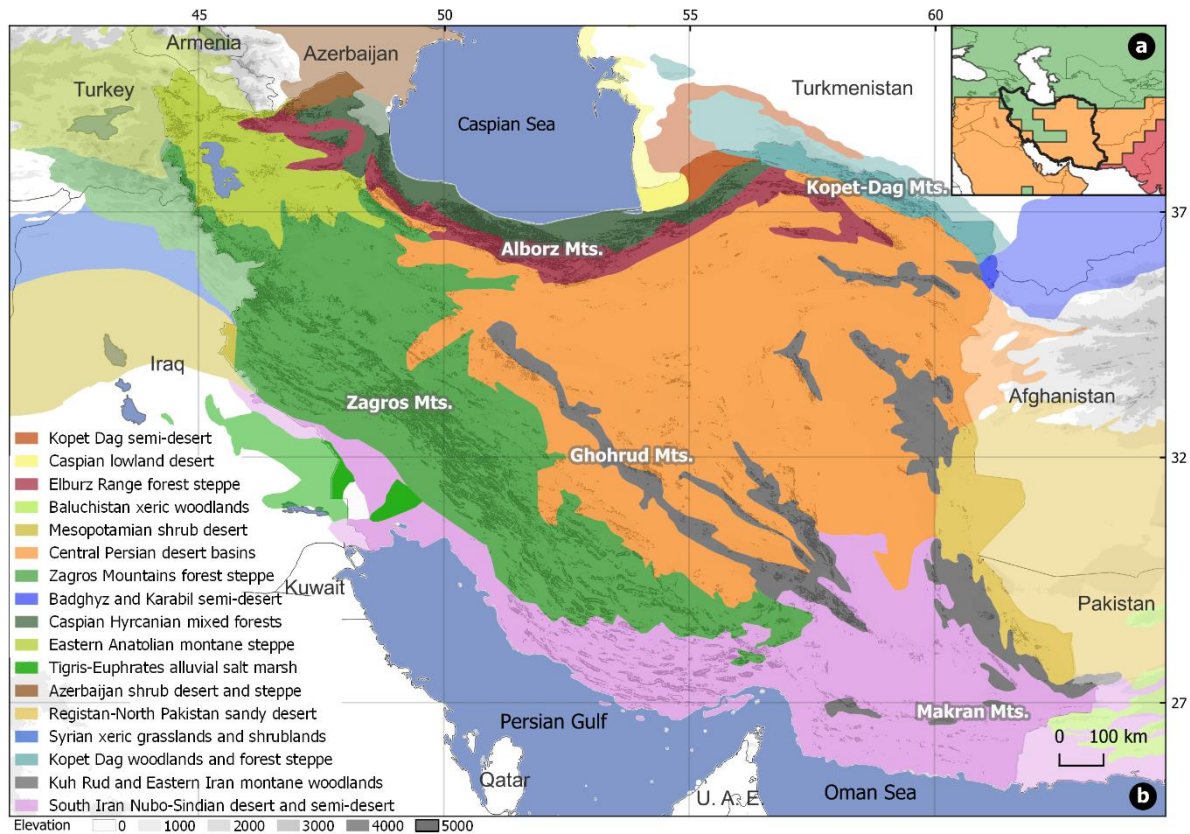 45 50 55 60
Armenia
Azerbaijan
a
Turkey
Turkmenistan
Caspian Sea
Kopet-Dag Mts.
37
Alborz Mts.
Iraq
Afghanistan
Zagros Mts.
Ghohrud Mts.
32
Kopet Dag semi-desert
Caspian lowland desert
Elburz Range forest steppe
Baluchistan xeric woodlands
Mesopotamian shrub desert
Central Persian desert basins
Zagros Mountains forest steppe
Badghyz and Karabil semi-desert
Caspian Hyrcanian mixed forests
Eastern Anatolian montane steppe
Tigris-Euphrates alluvial salt marsh
Azerbaijan shrub desert and steppe
Registan-North Pakistan sandy desert
Syrian xeric grasslands and shrublands
Kopet Dag woodlands and forest steppe
Kuh Rud and Eastern Iran montane woodlands
South Iran Nubo-Sindian desert and semi-desert
Kuwait
Pakistan
27
Makran Mts.
Persian Gulf
0 100 km
Qatar
U. A. E.
Oman Sea
b
Elevation 0 1000 2000 3000 4000 5000